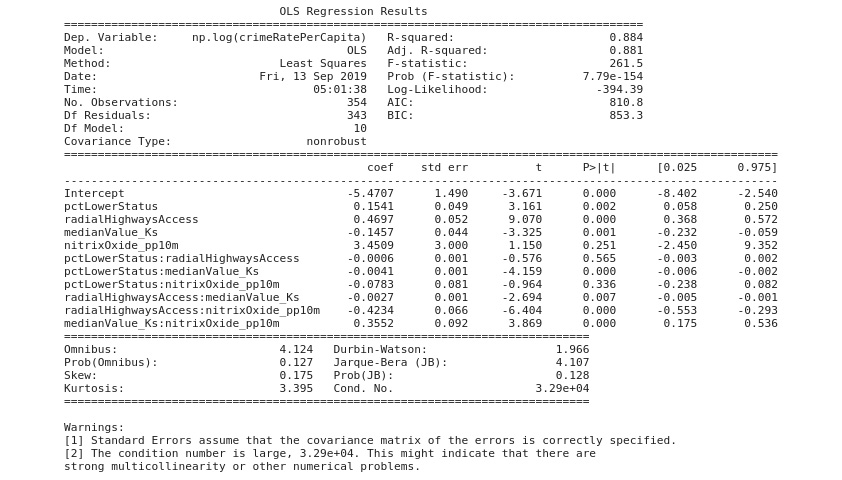 OLS Regression Results
==============================================================================
Dep. Variable:     np.log(crimeRatePerCapita)   R-squared:                       0.884
Model:                                     OLS   Adj. R-squared:                  0.881
Method:                          Least Squares   F-statistic:                     261.5
Date:                         Fri, 13 Sep 2019   Prob (F-statistic):          7.79e-154
Time:                                 05:01:38   Log-Likelihood:                -394.39
No. Observations:                          354   AIC:                             810.8
Df Residuals:                              343   BIC:                             853.3
Df Model:                                   10
Covariance Type:                     nonrobust
==============================================================================
coef    std err          t      P>|t|      [0.025      0.975]
------------------------------------------------------------------------------
Intercept                               -5.4707      1.490     -3.671      0.000      -8.402      -2.540
pctLowerStatus                           0.1541      0.049      3.161      0.002       0.058       0.250
radialHighwaysAccess                     0.4697      0.052      9.070      0.000       0.368       0.572
medianValue_Ks                          -0.1457      0.044     -3.325      0.001      -0.232      -0.059
nitrixOxide_pp10m                        3.4509      3.000      1.150      0.251      -2.450       9.352
pctLowerStatus:radialHighwaysAccess     -0.0006      0.001     -0.576      0.565      -0.003       0.002
pctLowerStatus:medianValue_Ks           -0.0041      0.001     -4.159      0.000      -0.006      -0.002
pctLowerStatus:nitrixOxide_pp10m        -0.0783      0.081     -0.964      0.336      -0.238       0.082
radialHighwaysAccess:medianValue_Ks     -0.0027      0.001     -2.694      0.007      -0.005      -0.001
radialHighwaysAccess:nitrixOxide_pp10m  -0.4234      0.066     -6.404      0.000      -0.553      -0.293
medianValue_Ks:nitrixOxide_pp10m         0.3552      0.092      3.869      0.000       0.175       0.536
==============================================================================
Omnibus:                        4.124   Durbin-Watson:                   1.966
Prob(Omnibus):                  0.127   Jarque-Bera (JB):                4.107
Skew:                           0.175   Prob(JB):                        0.128
Kurtosis:                       3.395   Cond. No.                     3.29e+04
==============================================================================
Warnings:
[1] Standard Errors assume that the covariance matrix of the errors is correctly specified.
[2] The condition number is large, 3.29e+04. This might indicate that there are
strong multicollinearity or other numerical problems.